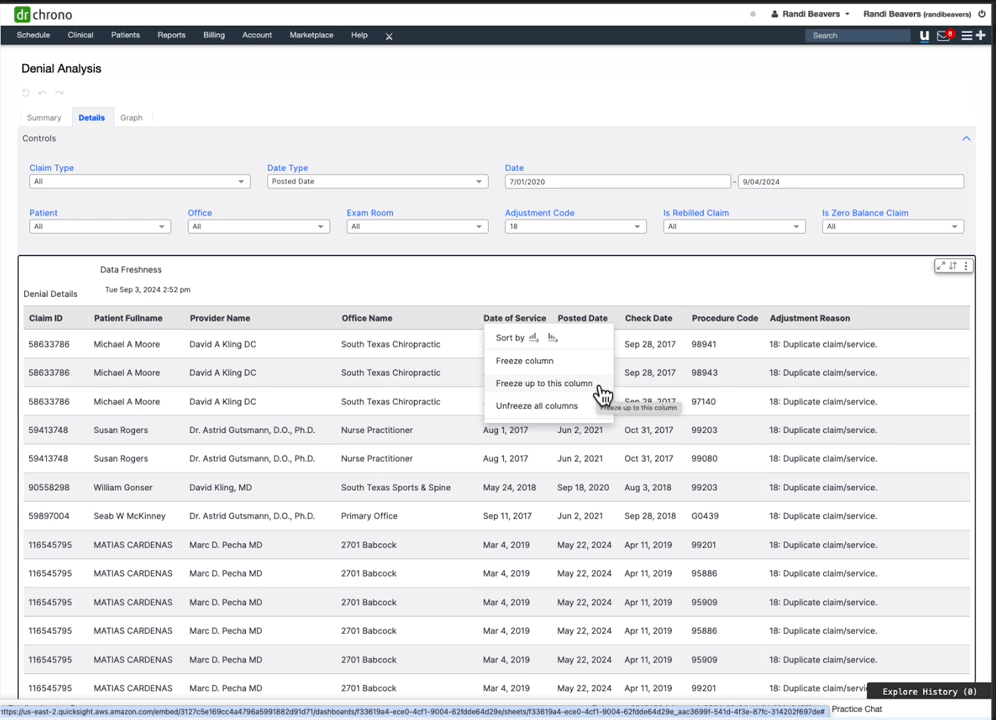 dr chrono
Randi Beavers Randi Beavers (randibeavers)
Schedule Clinical Patients Reports Billing Account Marketplace Help Search 8
Denial Analysis
Summary Details Graph
Controls
Claim Type Date Type Date
All Posted Date 7/01/2020 - 9/04/2024
Patient Office Exam Room Adjustment Code Is Rebilled Claim Is Zero Balance Claim
All All All 18 All All
Data Freshness
Tue Sep 3, 2024 2:52 pm
Denial Details
Claim ID Patient Fullname Provider Name Office Name Date of Service Posted Date Check Date Procedure Code Adjustment Reason
Sort by
Freeze column
Freeze up to this column
Unfreeze all columns
Freeze up to this column
58633786 Michael A Moore David A Kling DC South Texas Chiropractic Sep 28, 2017 98941 18: Duplicate claim/service.
58633786 Michael A Moore David A Kling DC South Texas Chiropractic Sep 28, 2017 98943 18: Duplicate claim/service.
58633786 Michael A Moore David A Kling DC South Texas Chiropractic Sep 28, 2017 97140 18: Duplicate claim/service.
59413748 Susan Rogers Dr. Astrid Gutsmann, D.O., Ph.D. Nurse Practitioner Aug 1, 2017 Jun 2, 2021 Oct 31, 2017 99203 18: Duplicate claim/service.
59413748 Susan Rogers Dr. Astrid Gutsmann, D.O., Ph.D. Nurse Practitioner Aug 1, 2017 Jun 2, 2021 Oct 31, 2017 99080 18: Duplicate claim/service.
90558298 William Gonser David Kling, MD South Texas Sports & Spine May 24, 2018 Sep 18, 2020 Aug 3, 2018 99203 18: Duplicate claim/service.
59897004 Seab W McKinney Dr. Astrid Gutsmann, D.O., Ph.D. Primary Office Sep 11, 2017 Jun 2, 2021 Sep 28, 2018 G0439 18: Duplicate claim/service.
116545795 MATIAS CARDENAS Marc D. Pecha MD 2701 Babcock Mar 4, 2019 May 22, 2024 Apr 11, 2019 99201 18: Duplicate claim/service.
116545795 MATIAS CARDENAS Marc D. Pecha MD 2701 Babcock Mar 4, 2019 May 22, 2024 Apr 11, 2019 95886 18: Duplicate claim/service.
116545795 MATIAS CARDENAS Marc D. Pecha MD 2701 Babcock Mar 4, 2019 May 22, 2024 Apr 11, 2019 95909 18: Duplicate claim/service.
116545795 MATIAS CARDENAS Marc D. Pecha MD 2701 Babcock Mar 4, 2019 May 22, 2024 Apr 11, 2019 95886 18: Duplicate claim/service.
116545795 MATIAS CARDENAS Marc D. Pecha MD 2701 Babcock Mar 4, 2019 May 22, 2024 Apr 11, 2019 95909 18: Duplicate claim/service.
116545795 MATIAS CARDENAS Marc D. Pecha MD 2701 Babcock Mar 4, 2019 May 22, 2024 Apr 11, 2019 99201 18: Duplicate
Explore History (0)
Practice Chat